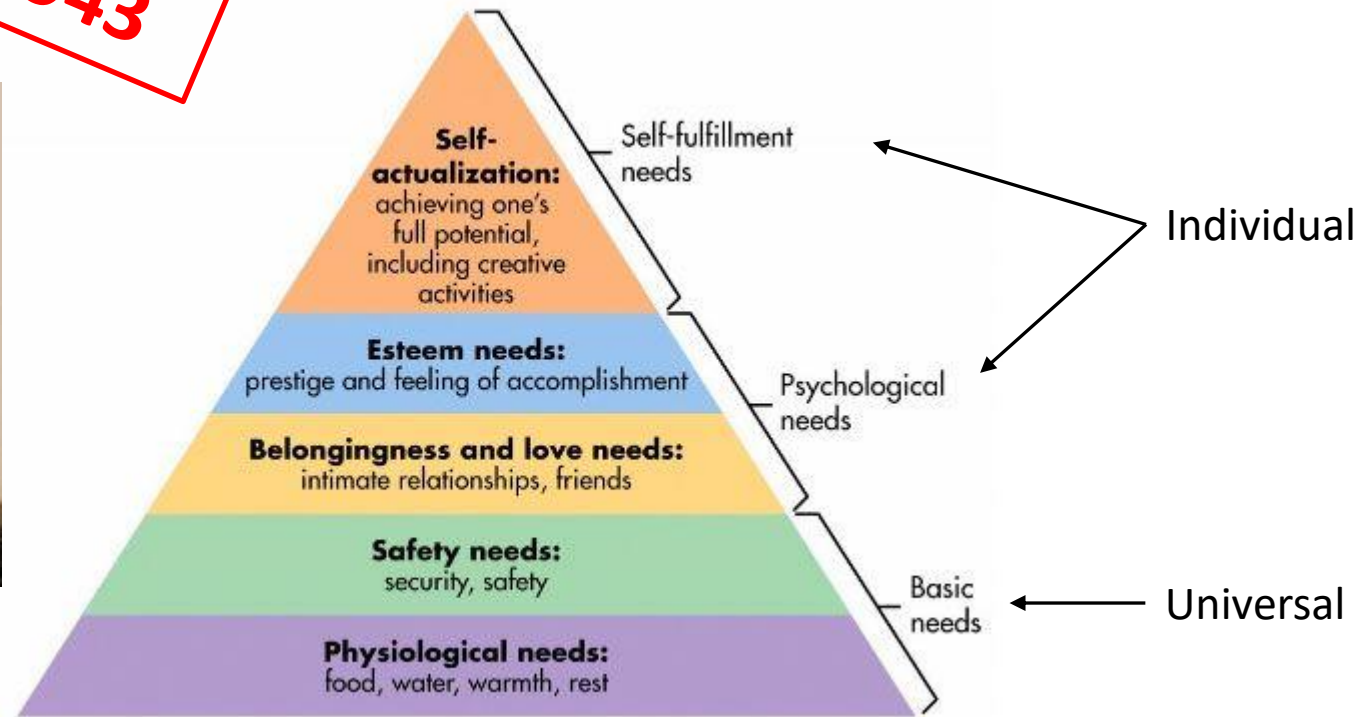 Self-
actualization:
achieving one's
full potential,
including creative
activities
Self-fulfillment
needs
Individual
Esteem needs:
prestige and feeling of accomplishment
Psychological
needs
Belongingness and love needs:
intimate relationships, friends
Safety needs:
security, safety
Basic
needs
Universal
Physiological needs:
food, water, warmth, rest